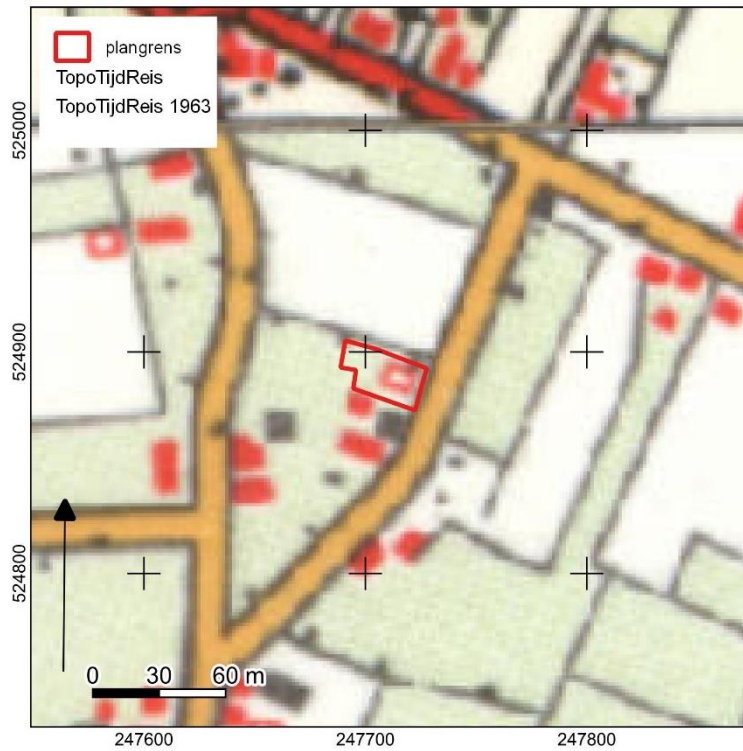 plangrens
TopoTijdReis
TopoTijdReis 1963
525000
524900
524800
0 30 60 m
247600 247700 247800